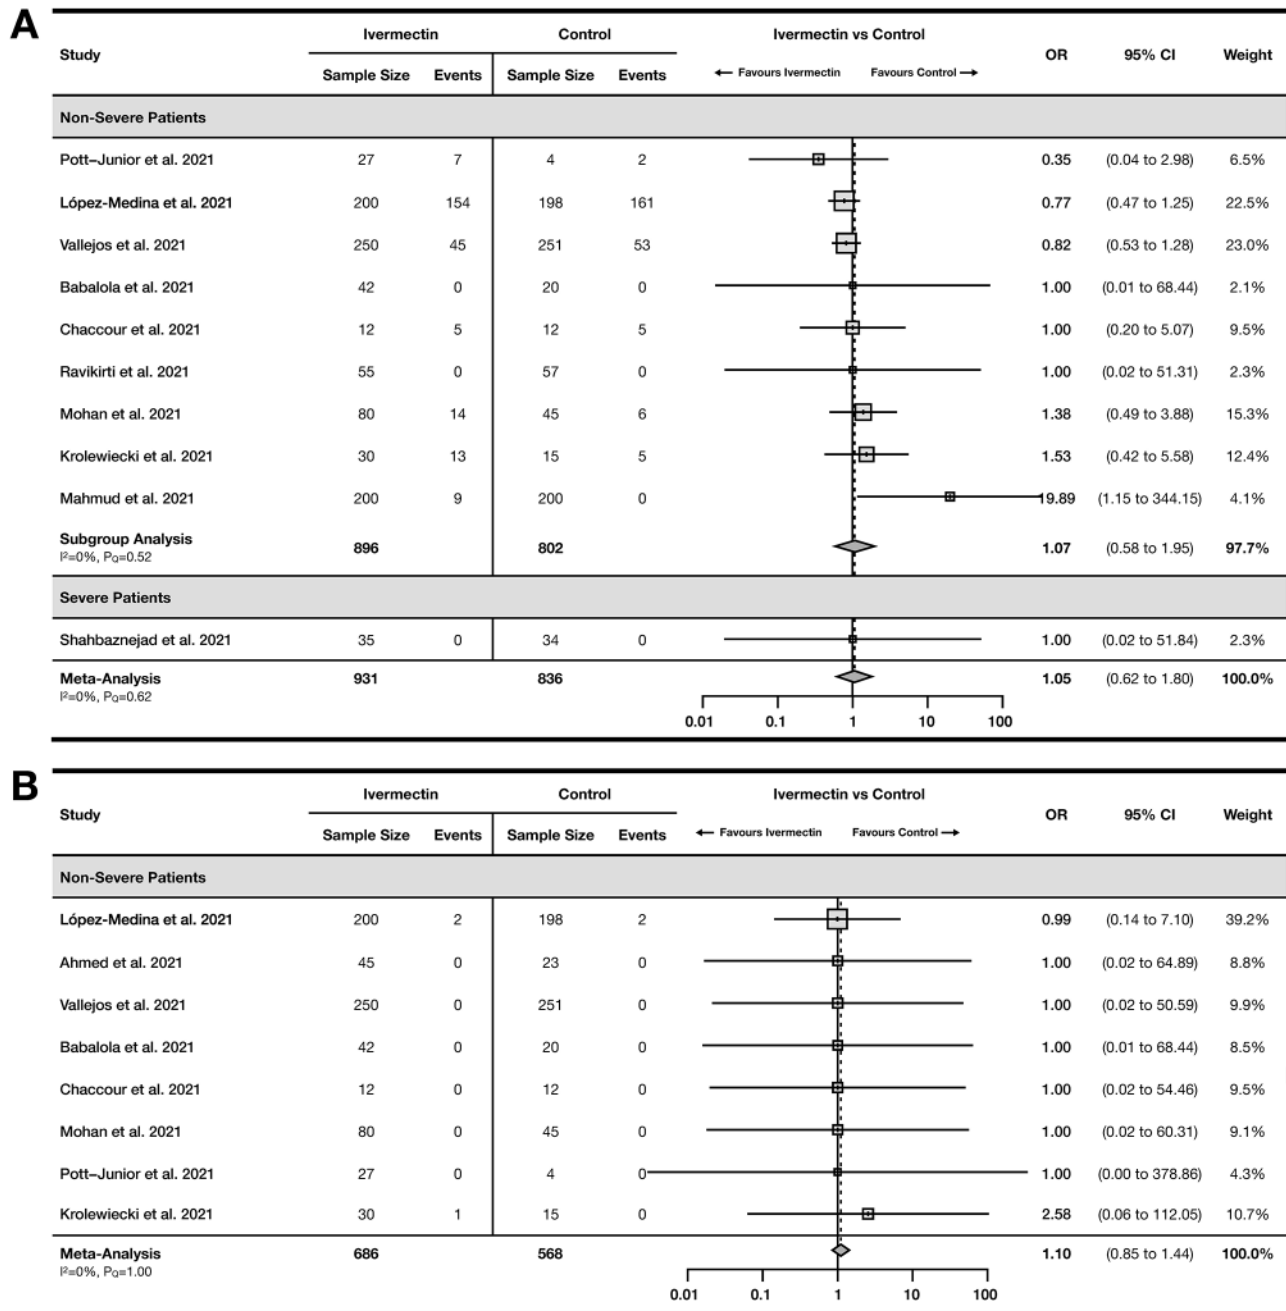 A
Ivermectin Control Ivermectin vs Control
Study OR 95% CI Weight
Sample Size Events Sample Size Events ← Favours Ivermectin Favours Control →
Non-Severe Patients
Pott–Junior et al. 2021 27 7 4 2 0.35 (0.04 to 2.98) 6.5%
López-Medina et al. 2021 200 154 198 161 0.77 (0.47 to 1.25) 22.5%
Vallejos et al. 2021 250 45 251 53 0.82 (0.53 to 1.28) 23.0%
Babalola et al. 2021 42 0 20 0 1.00 (0.01 to 68.44) 2.1%
Chaccour et al. 2021 12 5 12 5 1.00 (0.20 to 5.07) 9.5%
Ravikirti et al. 2021 55 0 57 0 1.00 (0.02 to 51.31) 2.3%
Mohan et al. 2021 80 14 45 6 1.38 (0.49 to 3.88) 15.3%
Krolewiecki et al. 2021 30 13 15 5 1.53 (0.42 to 5.58) 12.4%
Mahmud et al. 2021 200 9 200 0 19.89 (1.15 to 344.15) 4.1%
Subgroup Analysis 896 802 1.07 (0.58 to 1.95) 97.7%
I²=0%, PQ=0.52
Severe Patients
Shahbaznejad et al. 2021 35 0 34 0 1.00 (0.02 to 51.84) 2.3%
Meta-Analysis 931 836 1.05 (0.62 to 1.80) 100.0%
I²=0%, PQ=0.62
0.01 0.1 1 10 100
B
Ivermectin Control Ivermectin vs Control
Study OR 95% CI Weight
Sample Size Events Sample Size Events ← Favours Ivermectin Favours Control →
Non-Severe Patients
López-Medina et al. 2021 200 2 198 2 0.99 (0.14 to 7.10) 39.2%
Ahmed et al. 2021 45 0 23 0 1.00 (0.02 to 64.89) 8.8%
Vallejos et al. 2021 250 0 251 0 1.00 (0.02 to 50.59) 9.9%
Babalola et al. 2021 42 0 20 0 1.00 (0.01 to 68.44) 8.5%
Chaccour et al. 2021 12 0 12 0 1.00 (0.02 to 54.46) 9.5%
Mohan et al. 2021 80 0 45 0 1.00 (0.02 to 60.31) 9.1%
Pott–Junior et al. 2021 27 0 4 0 1.00 (0.00 to 378.86) 4.3%
Krolewiecki et al. 2021 30 1 15 0 2.58 (0.06 to 112.05) 10.7%
Meta-Analysis 686 568 1.10 (0.85 to 1.44) 100.0%
I²=0%, PQ=1.00
0.01 0.1 1 10 100